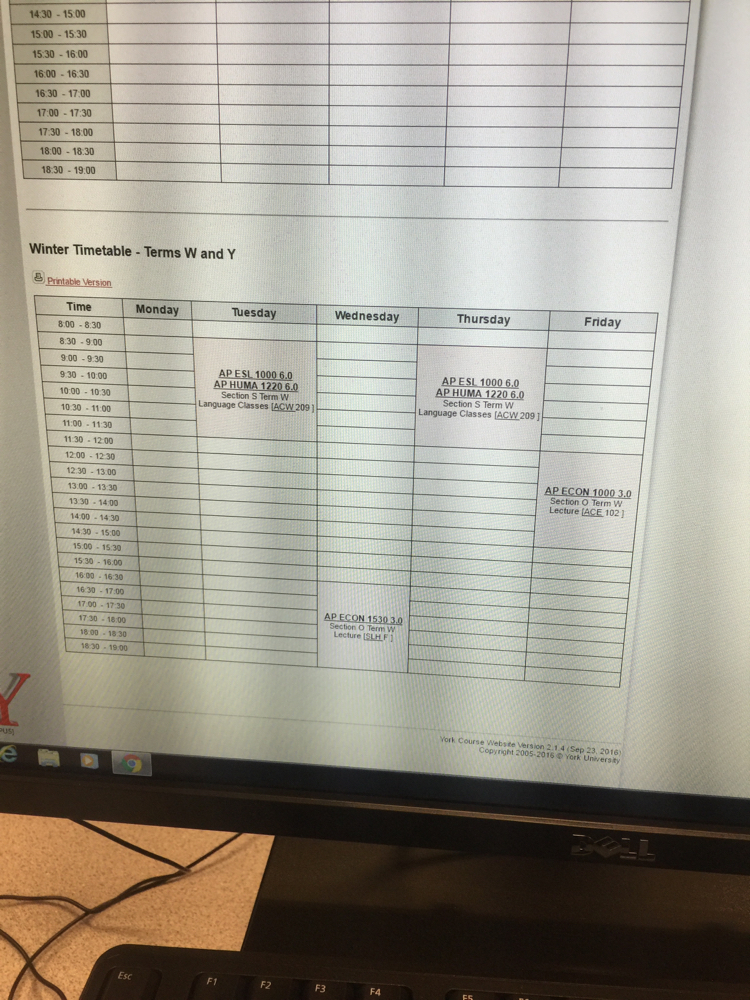 14:30 - 15:00
15:00 - 15:30
15:30 - 16:00
16:00 - 16:30
16:30 - 17:00
17:00 - 17:30
17:30 - 18:00
18:00 - 18:30
18:30 - 19:00
Winter Timetable - Terms W and Y
Printable Version
Time Monday Tuesday Wednesday Thursday Friday
8:00 - 8:30
8:30 - 9:00
9:00 - 9:30
9:30 - 10:00
10:00 - 10:30
10:30 - 11:00
11:00 - 11:30
11:30 - 12:00
12:00 - 12:30
12:30 - 13:00
13:00 - 13:30
13:30 - 14:00
14:00 - 14:30
14:30 - 15:00
15:00 - 15:30
15:30 - 16:00
16:00 - 16:30
16:30 - 17:00
17:00 - 17:30
17:30 - 18:00
18:00 - 18:30
18:30 - 19:00
AP ESL 1000 6.0
AP HUMA 1220 6.0
Section S Term W
Language Classes [ACW 209 ]
AP ECON 1530 3.0
Section O Term W
Lecture [SLH F ]
AP ESL 1000 6.0
AP HUMA 1220 6.0
Section S Term W
Language Classes [ACW 209 ]
AP ECON 1000 3.0
Section O Term W
Lecture [ACE 102 ]
York Course Website Version 2.1.4 (Sep 23, 2016)
Copyright 2005-2016 © York University
DELL
Esc F1 F2 F3 F4 F5